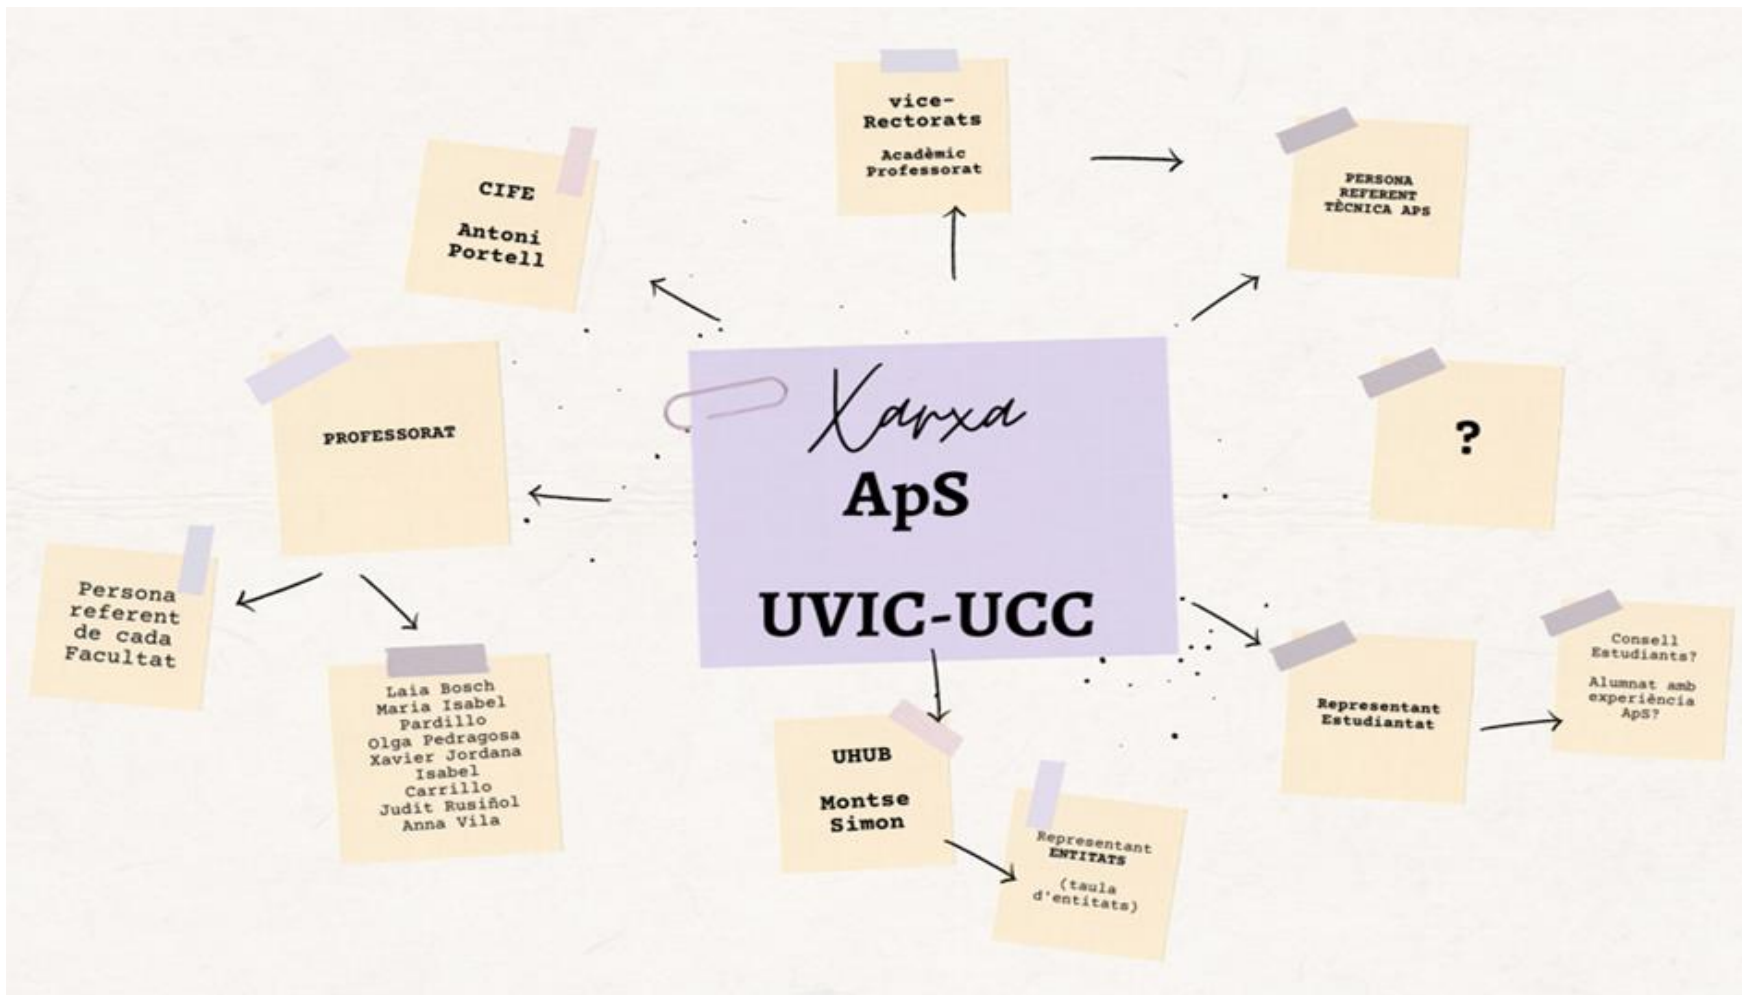 vice-
Rectorats
Acadèmic
Professorat
PERSONA
REFERENT
TÈCNICA APS
CIFE
Antoni
Portell
PROFESSORAT
Xarxa
ApS
UVIC-UCC
?
Persona
referent
de cada
Facultat
Laia Bosch
Maria Isabel
Pardillo
Olga Pedragosa
Xavier Jordana
Isabel
Carrillo
Judit Rusiñol
Anna Vila
UHUB
Montse
Simon
Representant
ENTITATS
(taula
d'entitats)
Representant
Estudiantat
Consell
Estudiants?
Alumnat amb
experiència
ApS?